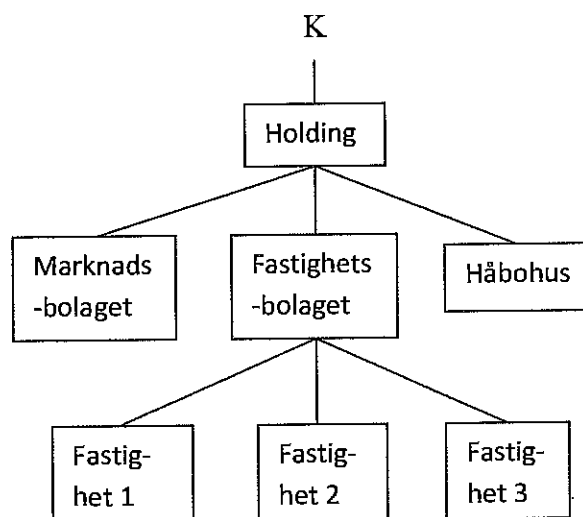 K
Holding
Marknads
-bolaget
Fastighets
-bolaget
Håbohus
Fastig-
het 1
Fastig-
het 2
Fastig-
het 3